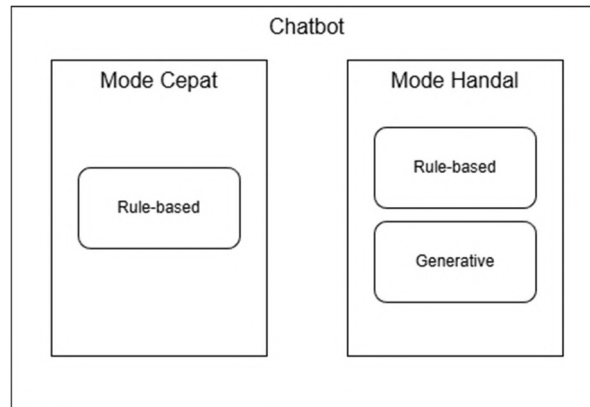 Chatbot
Mode Cepat
Rule-based
Mode Handal
Rule-based
Generative